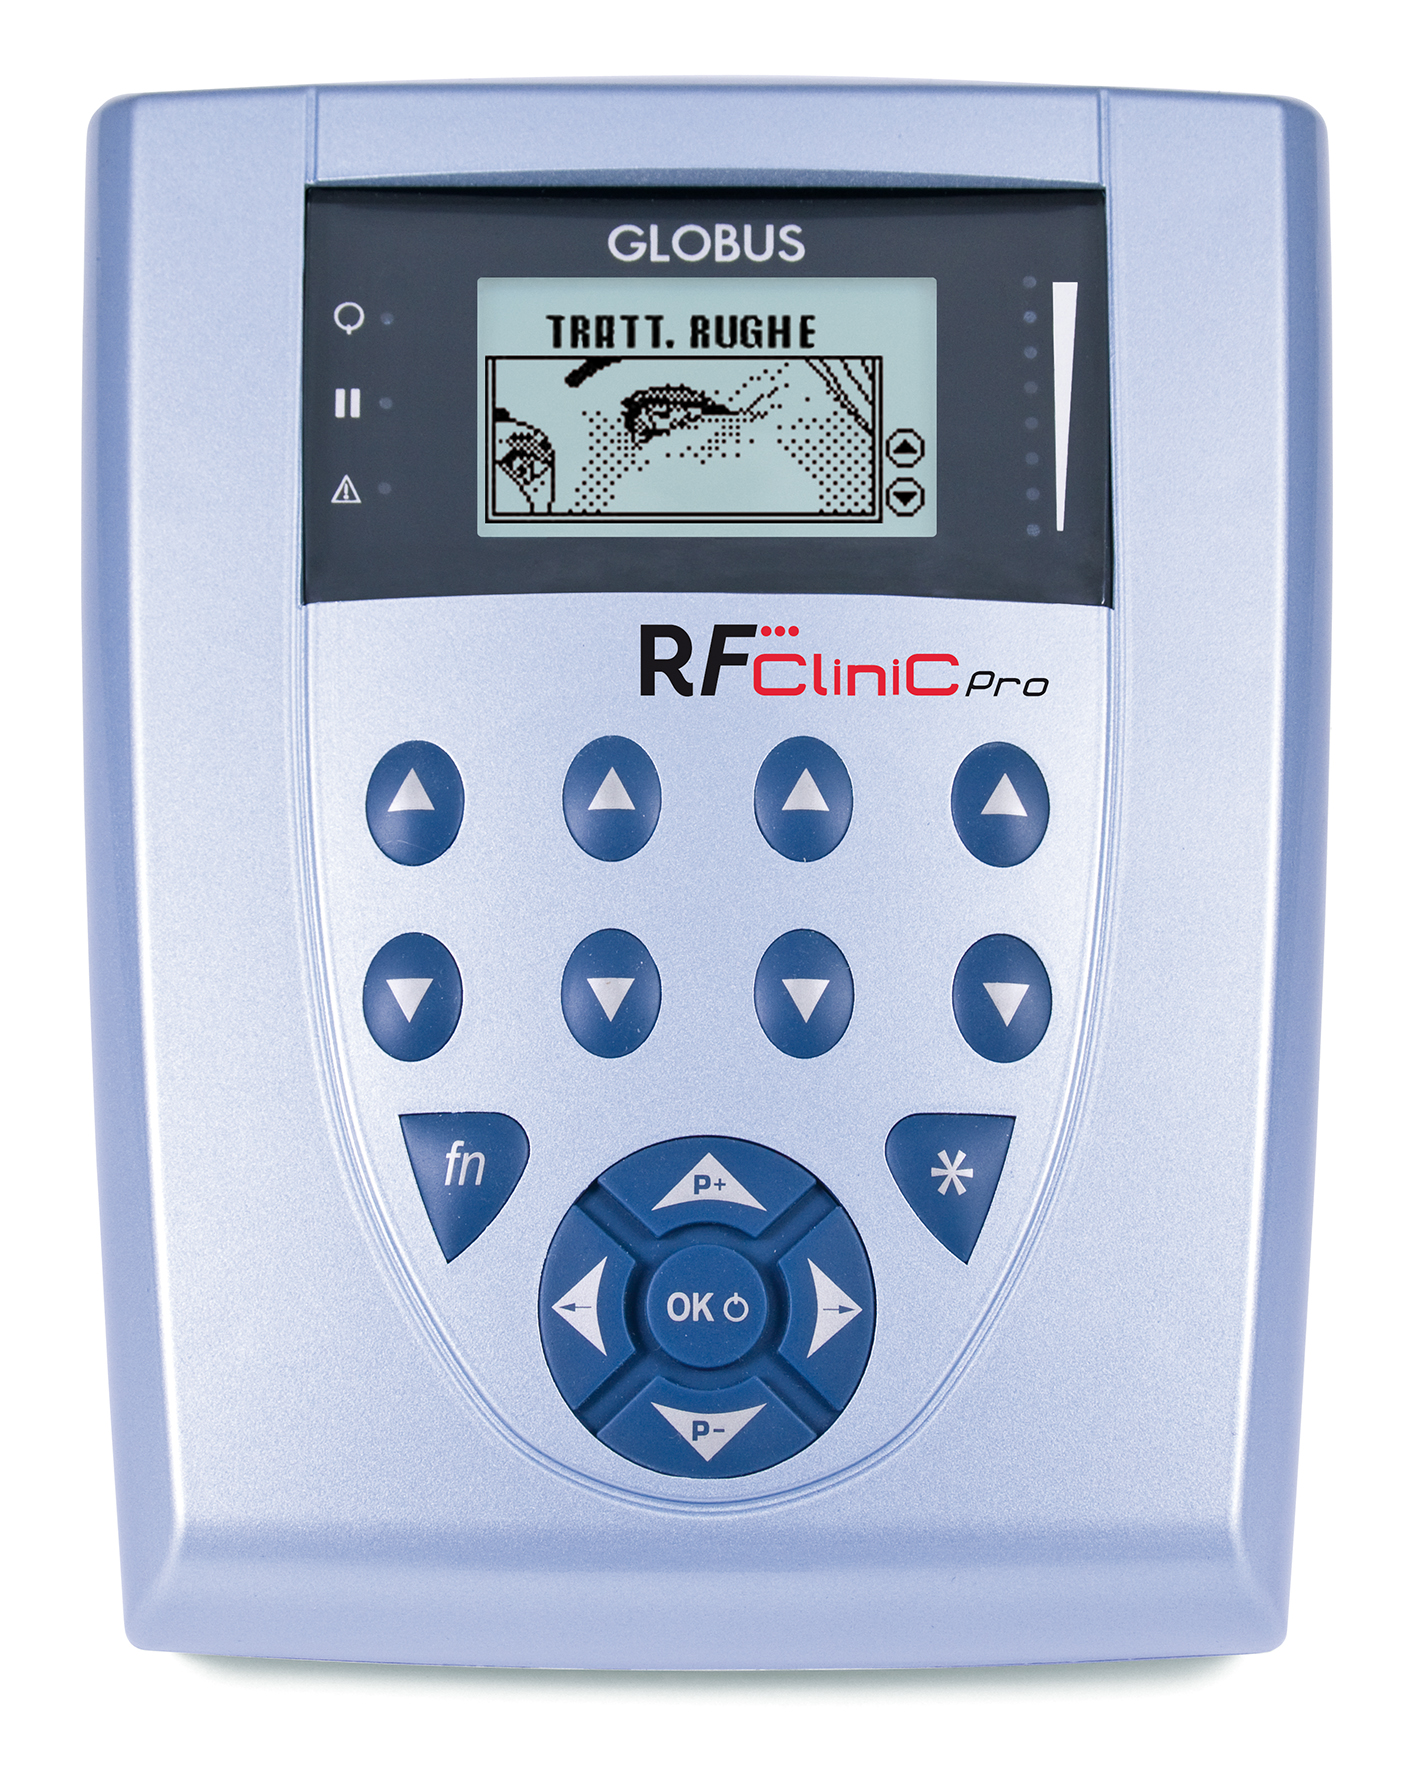 GLOBUS
TRATT. RUGHE
RF CliniC Pro
fn
*
P+
OK
P-